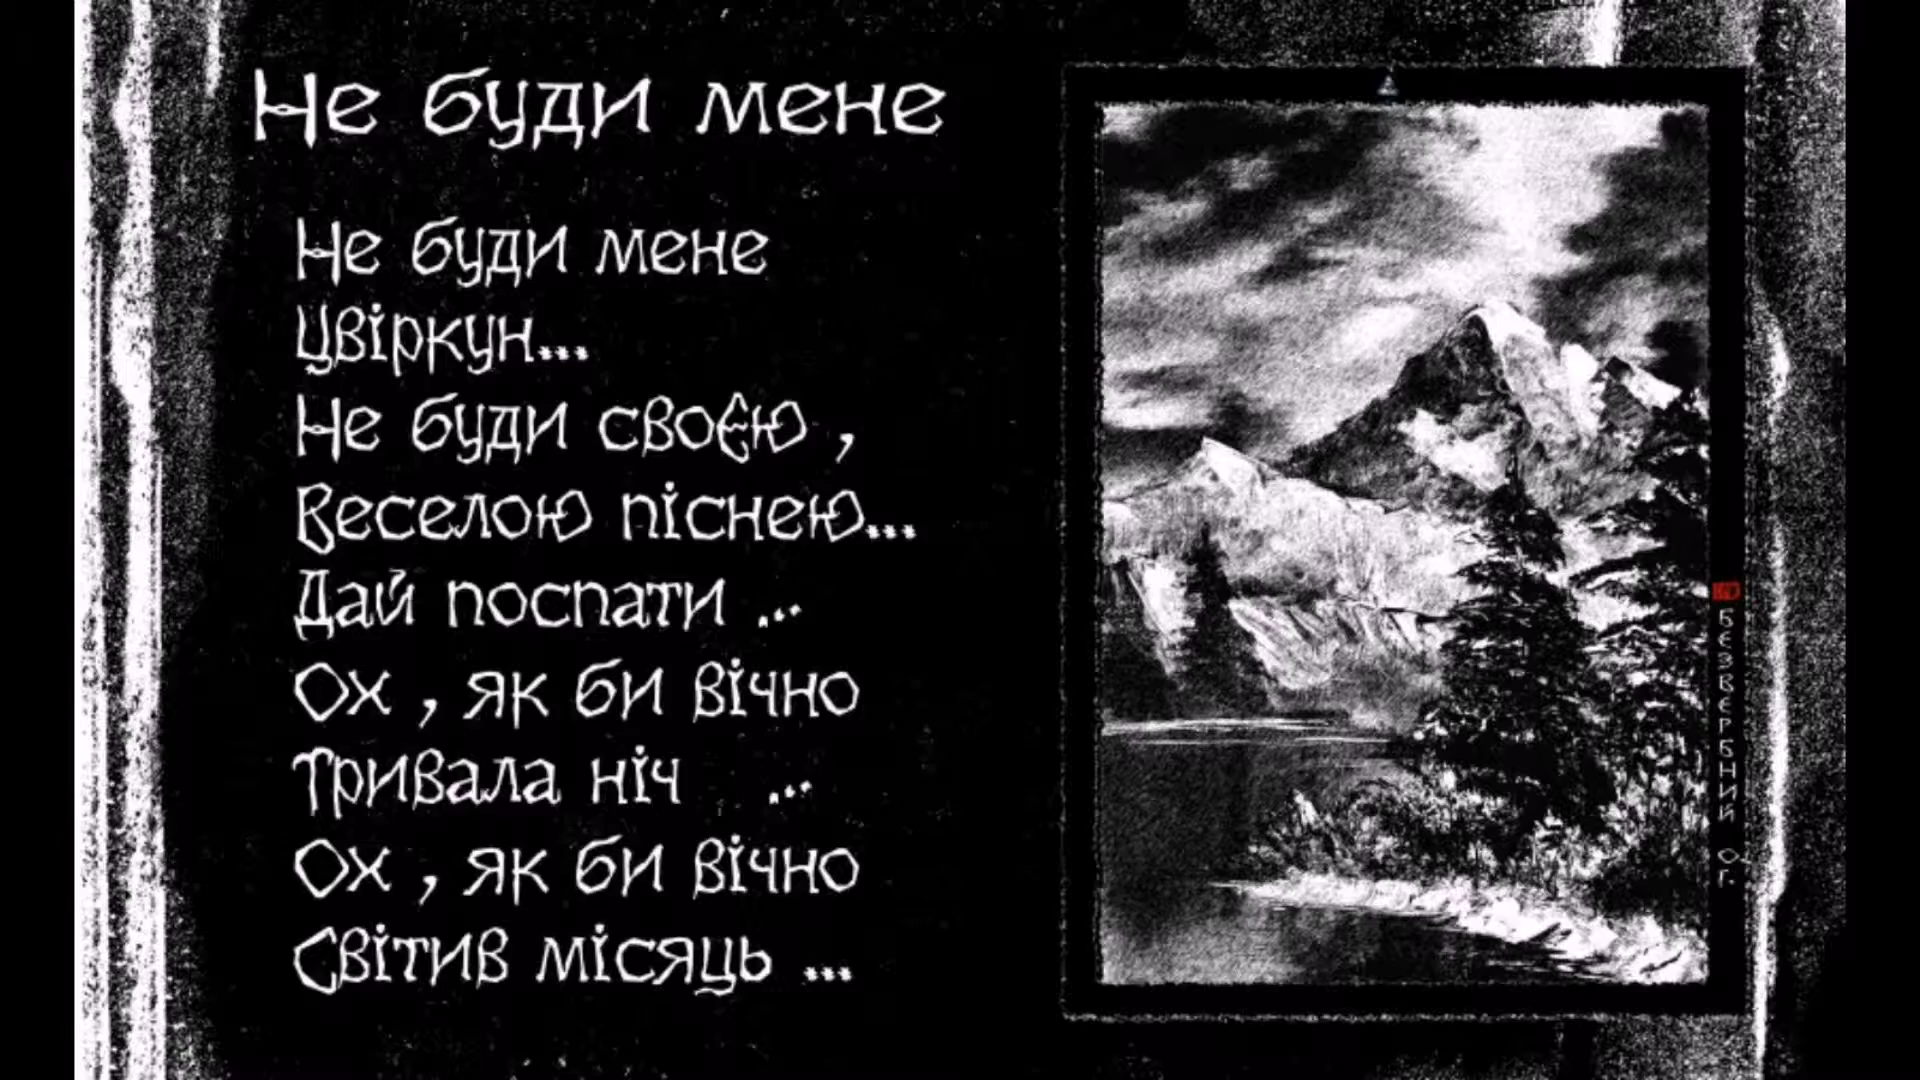 Не буди мене
Не буди мене
Цвіркун...
Не буди своєю ,
Веселою піснею...
Дай поспати ...
Ох , як би вічно
Тривала ніч ...
Ох , як би вічно
Світив місяць ...
БЕЗВЕРБНИЙ О.Г.